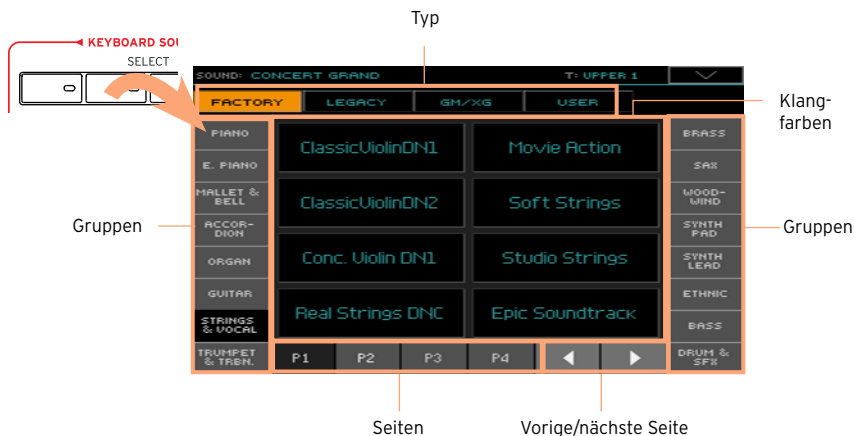 Typ
KEYBOARD SOU
SELECT
SOUND: CONCERT GRAND
T: UPPER 1
FACTORY
LEGACY
GM/XG
USER
Klang-
farben
PIANO
E. PIANO
MALLET &
BELL
ACCOR-
DION
ORGAN
GUITAR
STRINGS
& VOCAL
TRUMPET
& TRBN.
Gruppen
ClassicViolinDN1
Movie Action
ClassicViolinDN2
Soft Strings
Conc. Violin DN1
Studio Strings
Real Strings DNC
Epic Soundtrack
BRASS
SAX
WOOD-
WIND
SYNTH
PAD
SYNTH
LEAD
ETHNIC
BASS
DRUM &
SFX
Gruppen
P1
P2
P3
P4
Seiten
Vorige/nächste Seite